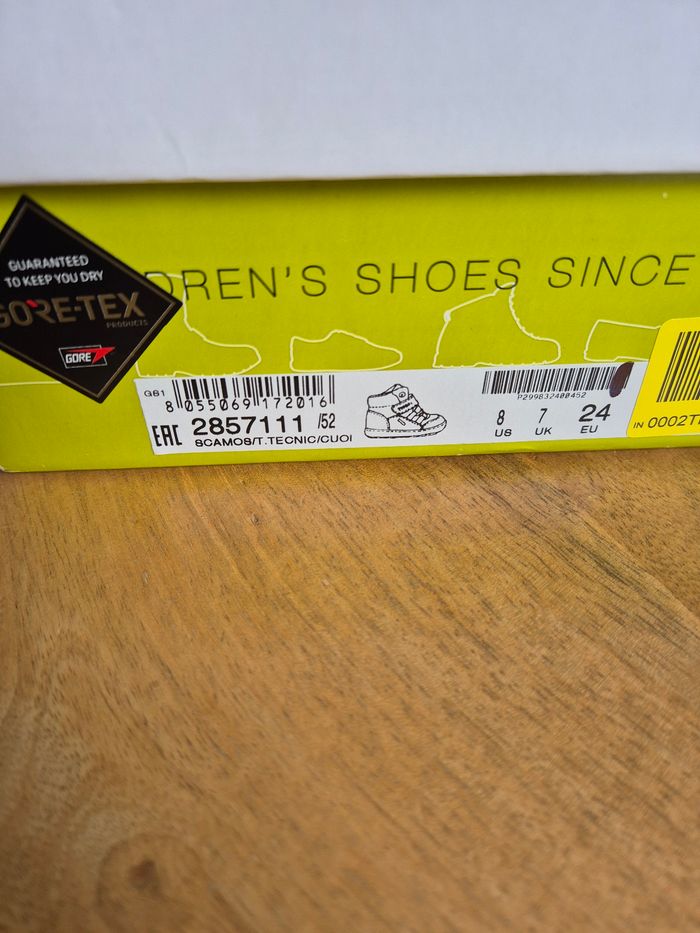 GUARANTEED
TO KEEP YOU DRY
GORE-TEX
PRODUCTS
GORE
DREN'S SHOES SINCE
GB1
8 055069 172016
EAC 2857111 /52
SCAMOS/T.TECNIC/CUOI
P299832400452
8 7 24
US UK EU
IN 0002T